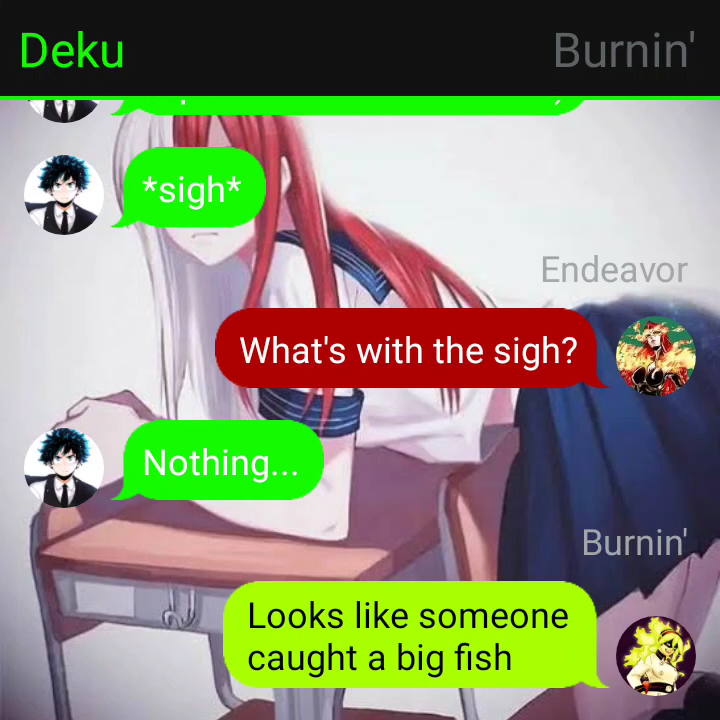 Deku
Burnin'
*sigh*
Endeavor
What's with the sigh?
Nothing...
Burnin'
Looks like someone
caught a big fish